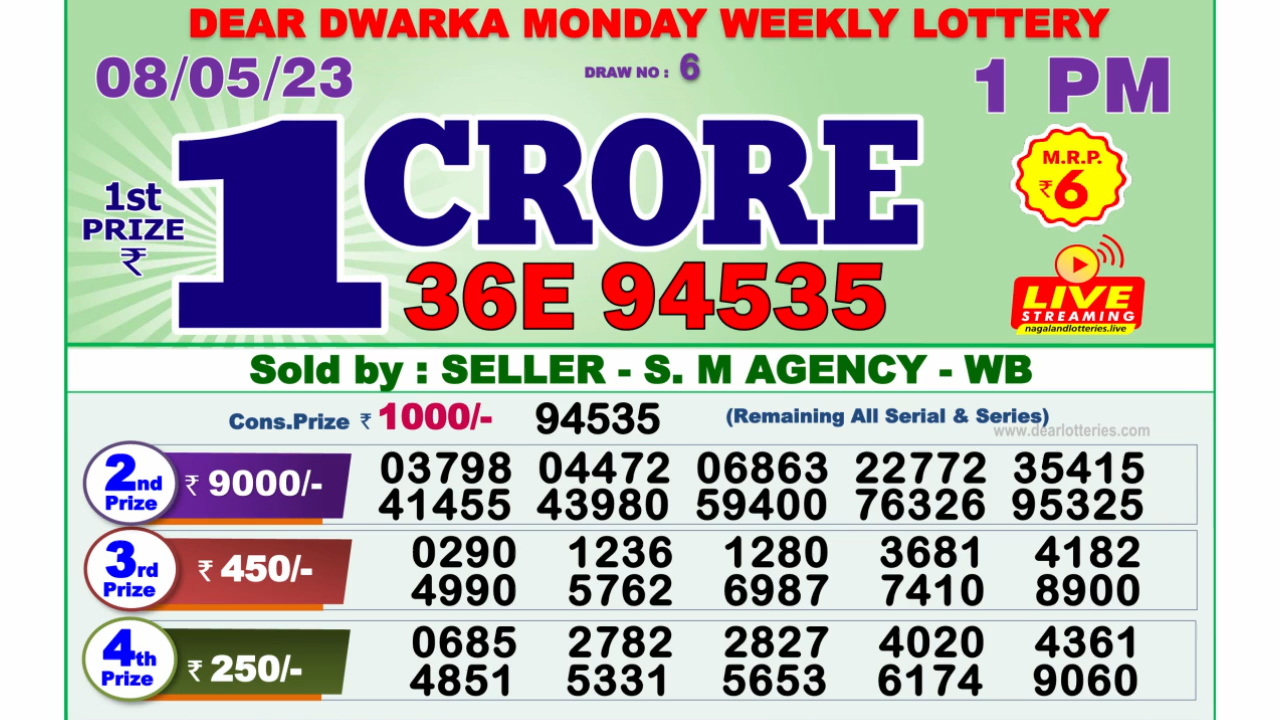 DEAR DWARKA MONDAY WEEKLY LOTTERY
08/05/23 DRAW NO : 6 1 PM
1st PRIZE ₹ 1 CRORE
36E 94535
M.R.P.
₹6
LIVE
STREAMING
nagalandlotteries.live
Sold by : SELLER - S. M AGENCY - WB
Cons.Prize ₹ 1000/- 94535 (Remaining All Serial & Series)
www.dearlotteries.com
2nd Prize ₹ 9000/-
03798 04472 06863 22772 35415
41455 43980 59400 76326 95325
3rd Prize ₹ 450/-
0290 1236 1280 3681 4182
4990 5762 6987 7410 8900
4th Prize ₹ 250/-
0685 2782 2827 4020 4361
4851 5331 5653 6174 9060